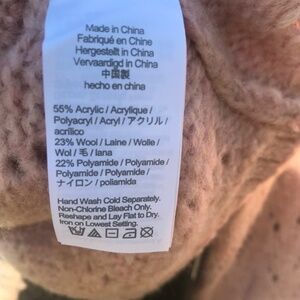 Made in China
Fabriqué en Chine
Hergestellt in China
Vervaardigd in China
中国製
hecho en china
55% Acrylic / Acrylique /
Polyacryl / Acryl / アクリル /
acrílico
23% Wool / Laine / Wolle /
Wol / 毛 / lana
22% Polyamide / Polyamide /
Polyamid / Polyamide /
ナイロン / poliamida
Hand Wash Cold Separately.
Non-Chlorine Bleach Only.
Reshape and Lay Flat to Dry.
Iron on Lowest Setting.